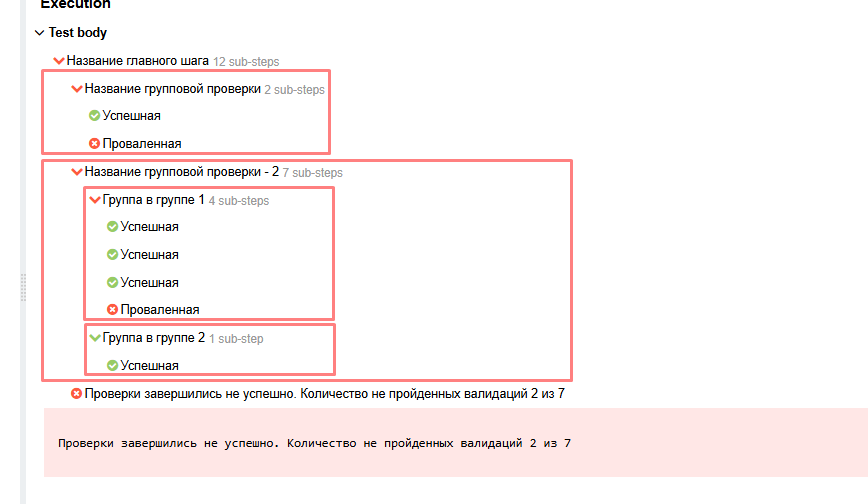 Execution
Test body
Название главного шага 12 sub-steps
Название групповой проверки 2 sub-steps
Успешная
Проваленная
Название групповой проверки - 2 7 sub-steps
Группа в группе 1 4 sub-steps
Успешная
Успешная
Успешная
Проваленная
Группа в группе 2 1 sub-step
Успешная
Проверки завершились не успешно. Количество не пройденных валидаций 2 из 7
Проверки завершились не успешно. Количество не пройденных валидаций 2 из 7